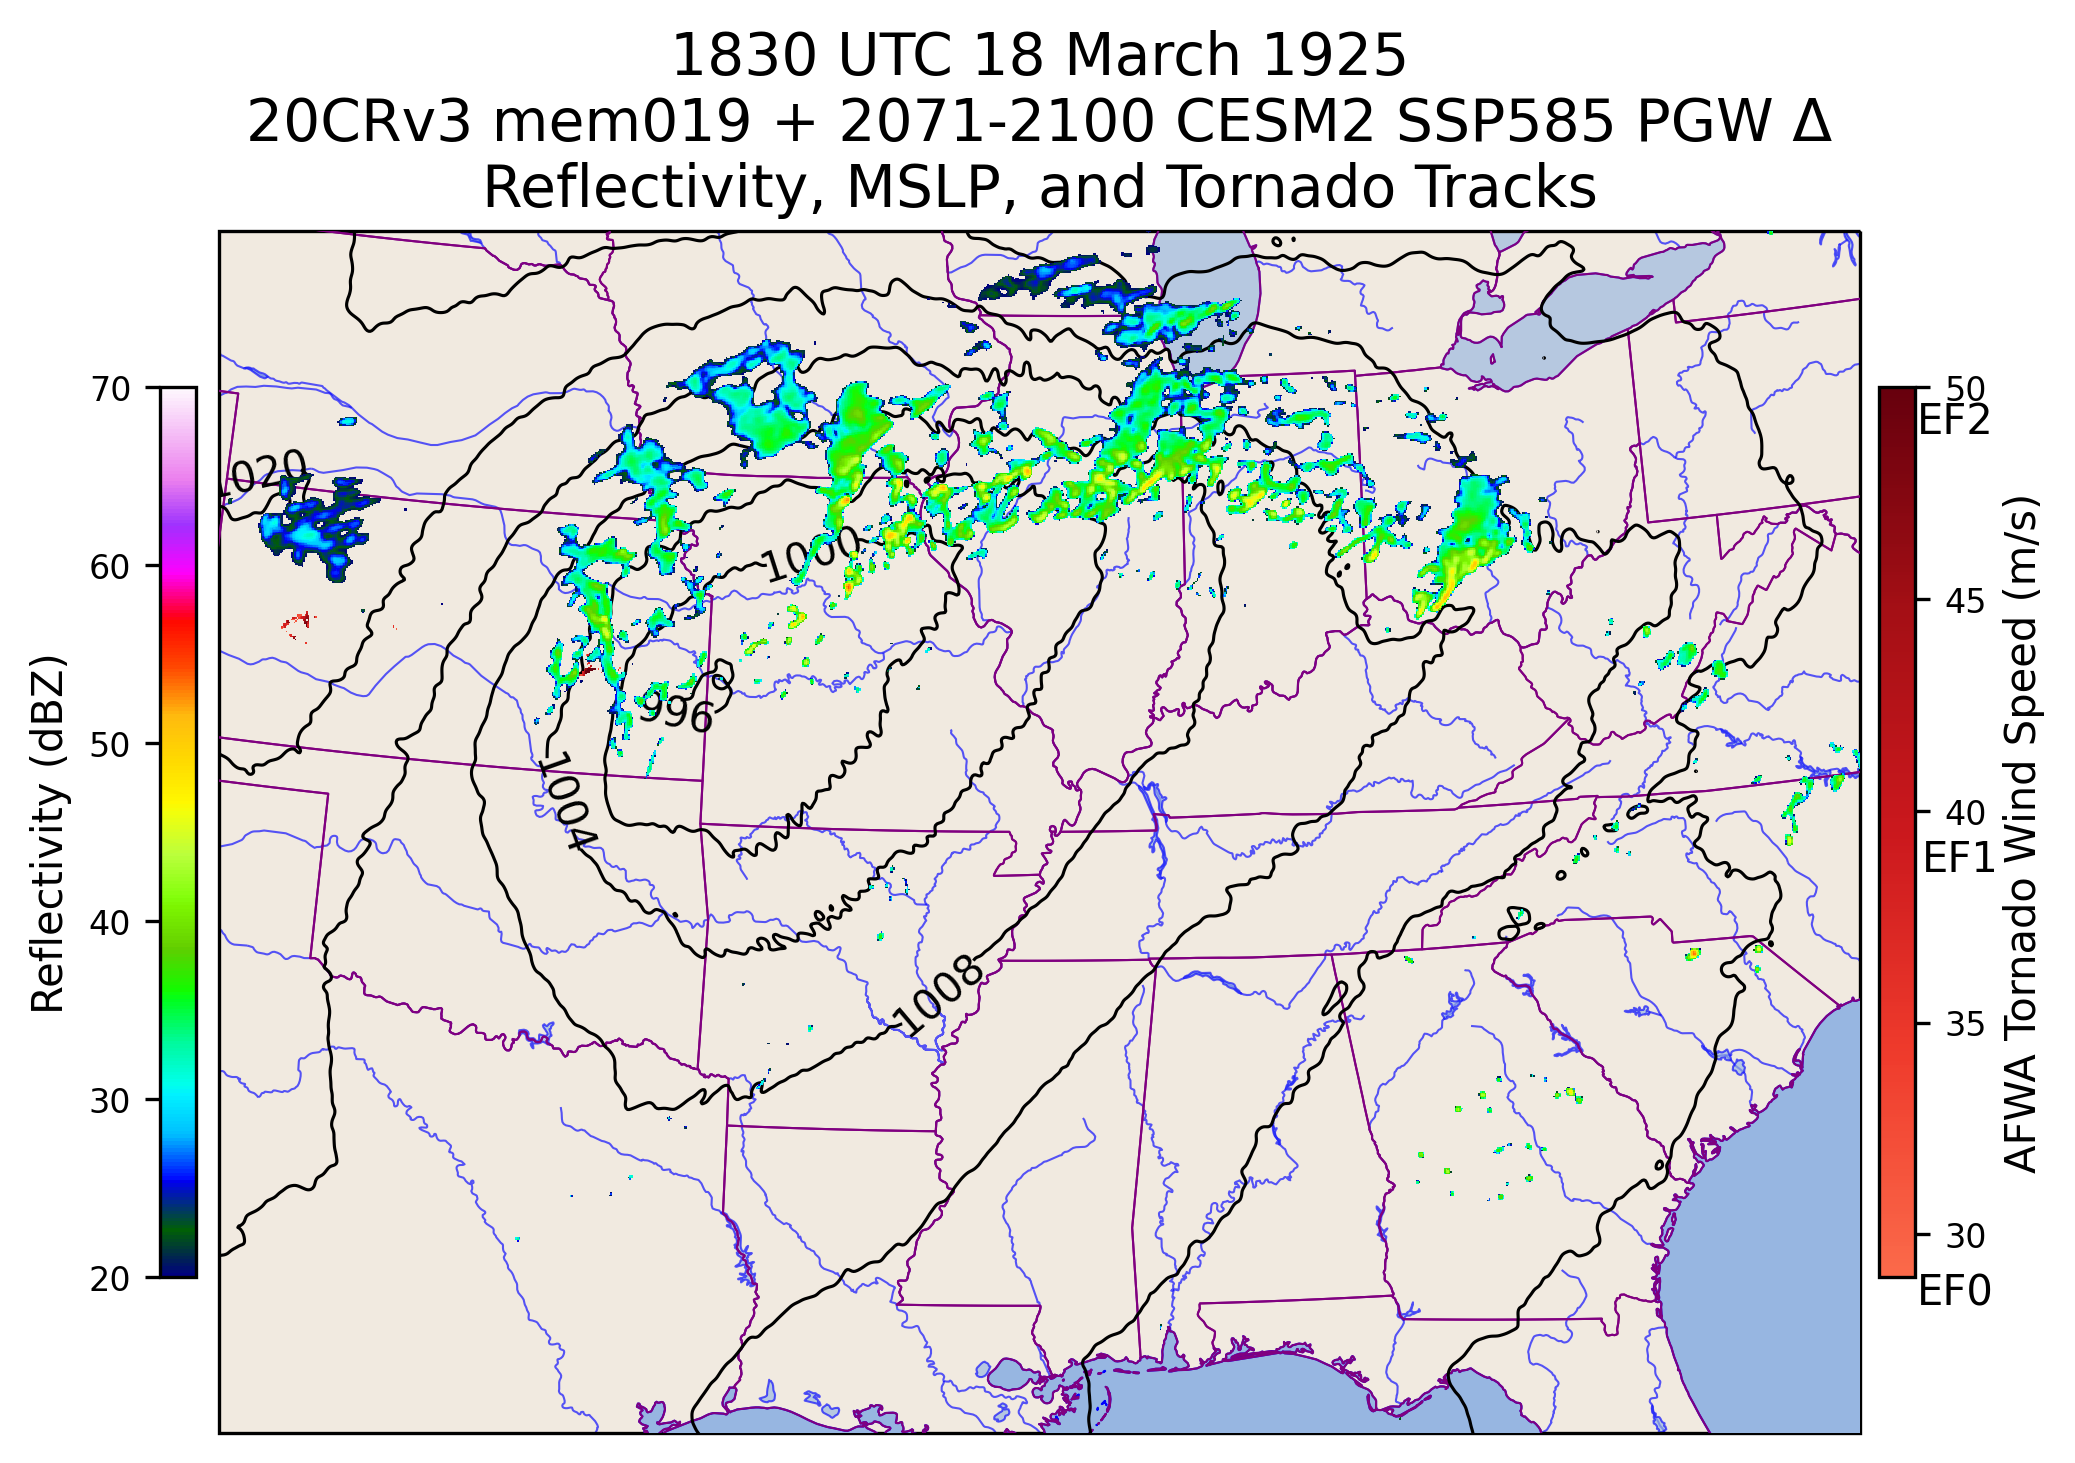 1830 UTC 18 March 1925
20CRv3 mem019 + 2071-2100 CESM2 SSP585 PGW Δ
Reflectivity, MSLP, and Tornado Tracks
70
60
50
40
30
20
Reflectivity (dBZ)
1020
1000
996
1004
1008
50
EF2
45
40
EF1
35
30
EF0
AFWA Tornado Wind Speed (m/s)